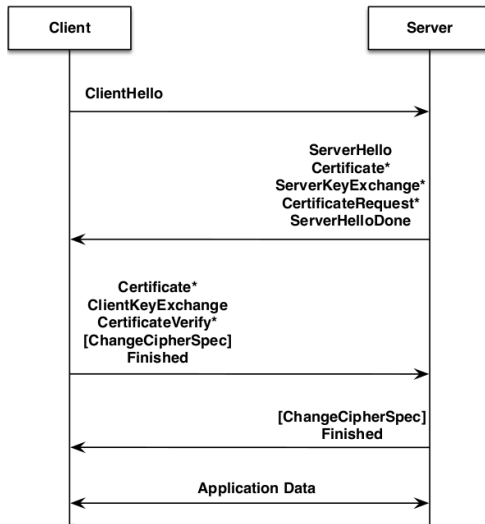 Client
Server
ClientHello
ServerHello
Certificate*
ServerKeyExchange*
CertificateRequest*
ServerHelloDone
Certificate*
ClientKeyExchange
CertificateVerify*
[ChangeCipherSpec]
Finished
[ChangeCipherSpec]
Finished
Application Data